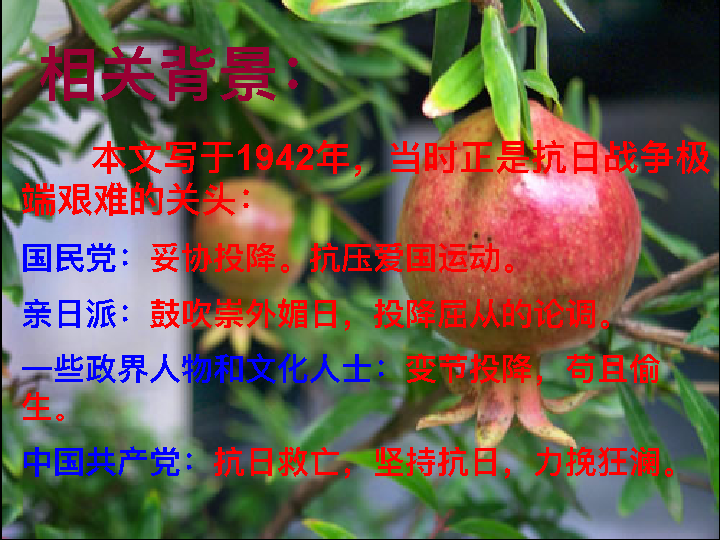 相关背景：
本文写于1942年，当时正是抗日战争极
端艰难的关头：
国民党：妥协投降。抗压爱国运动。
亲日派：鼓吹崇外媚日，投降屈从的论调。
一些政界人物和文化人士：变节投降，苟且偷
生。
中国共产党：抗日救亡，坚持抗日，力挽狂澜。